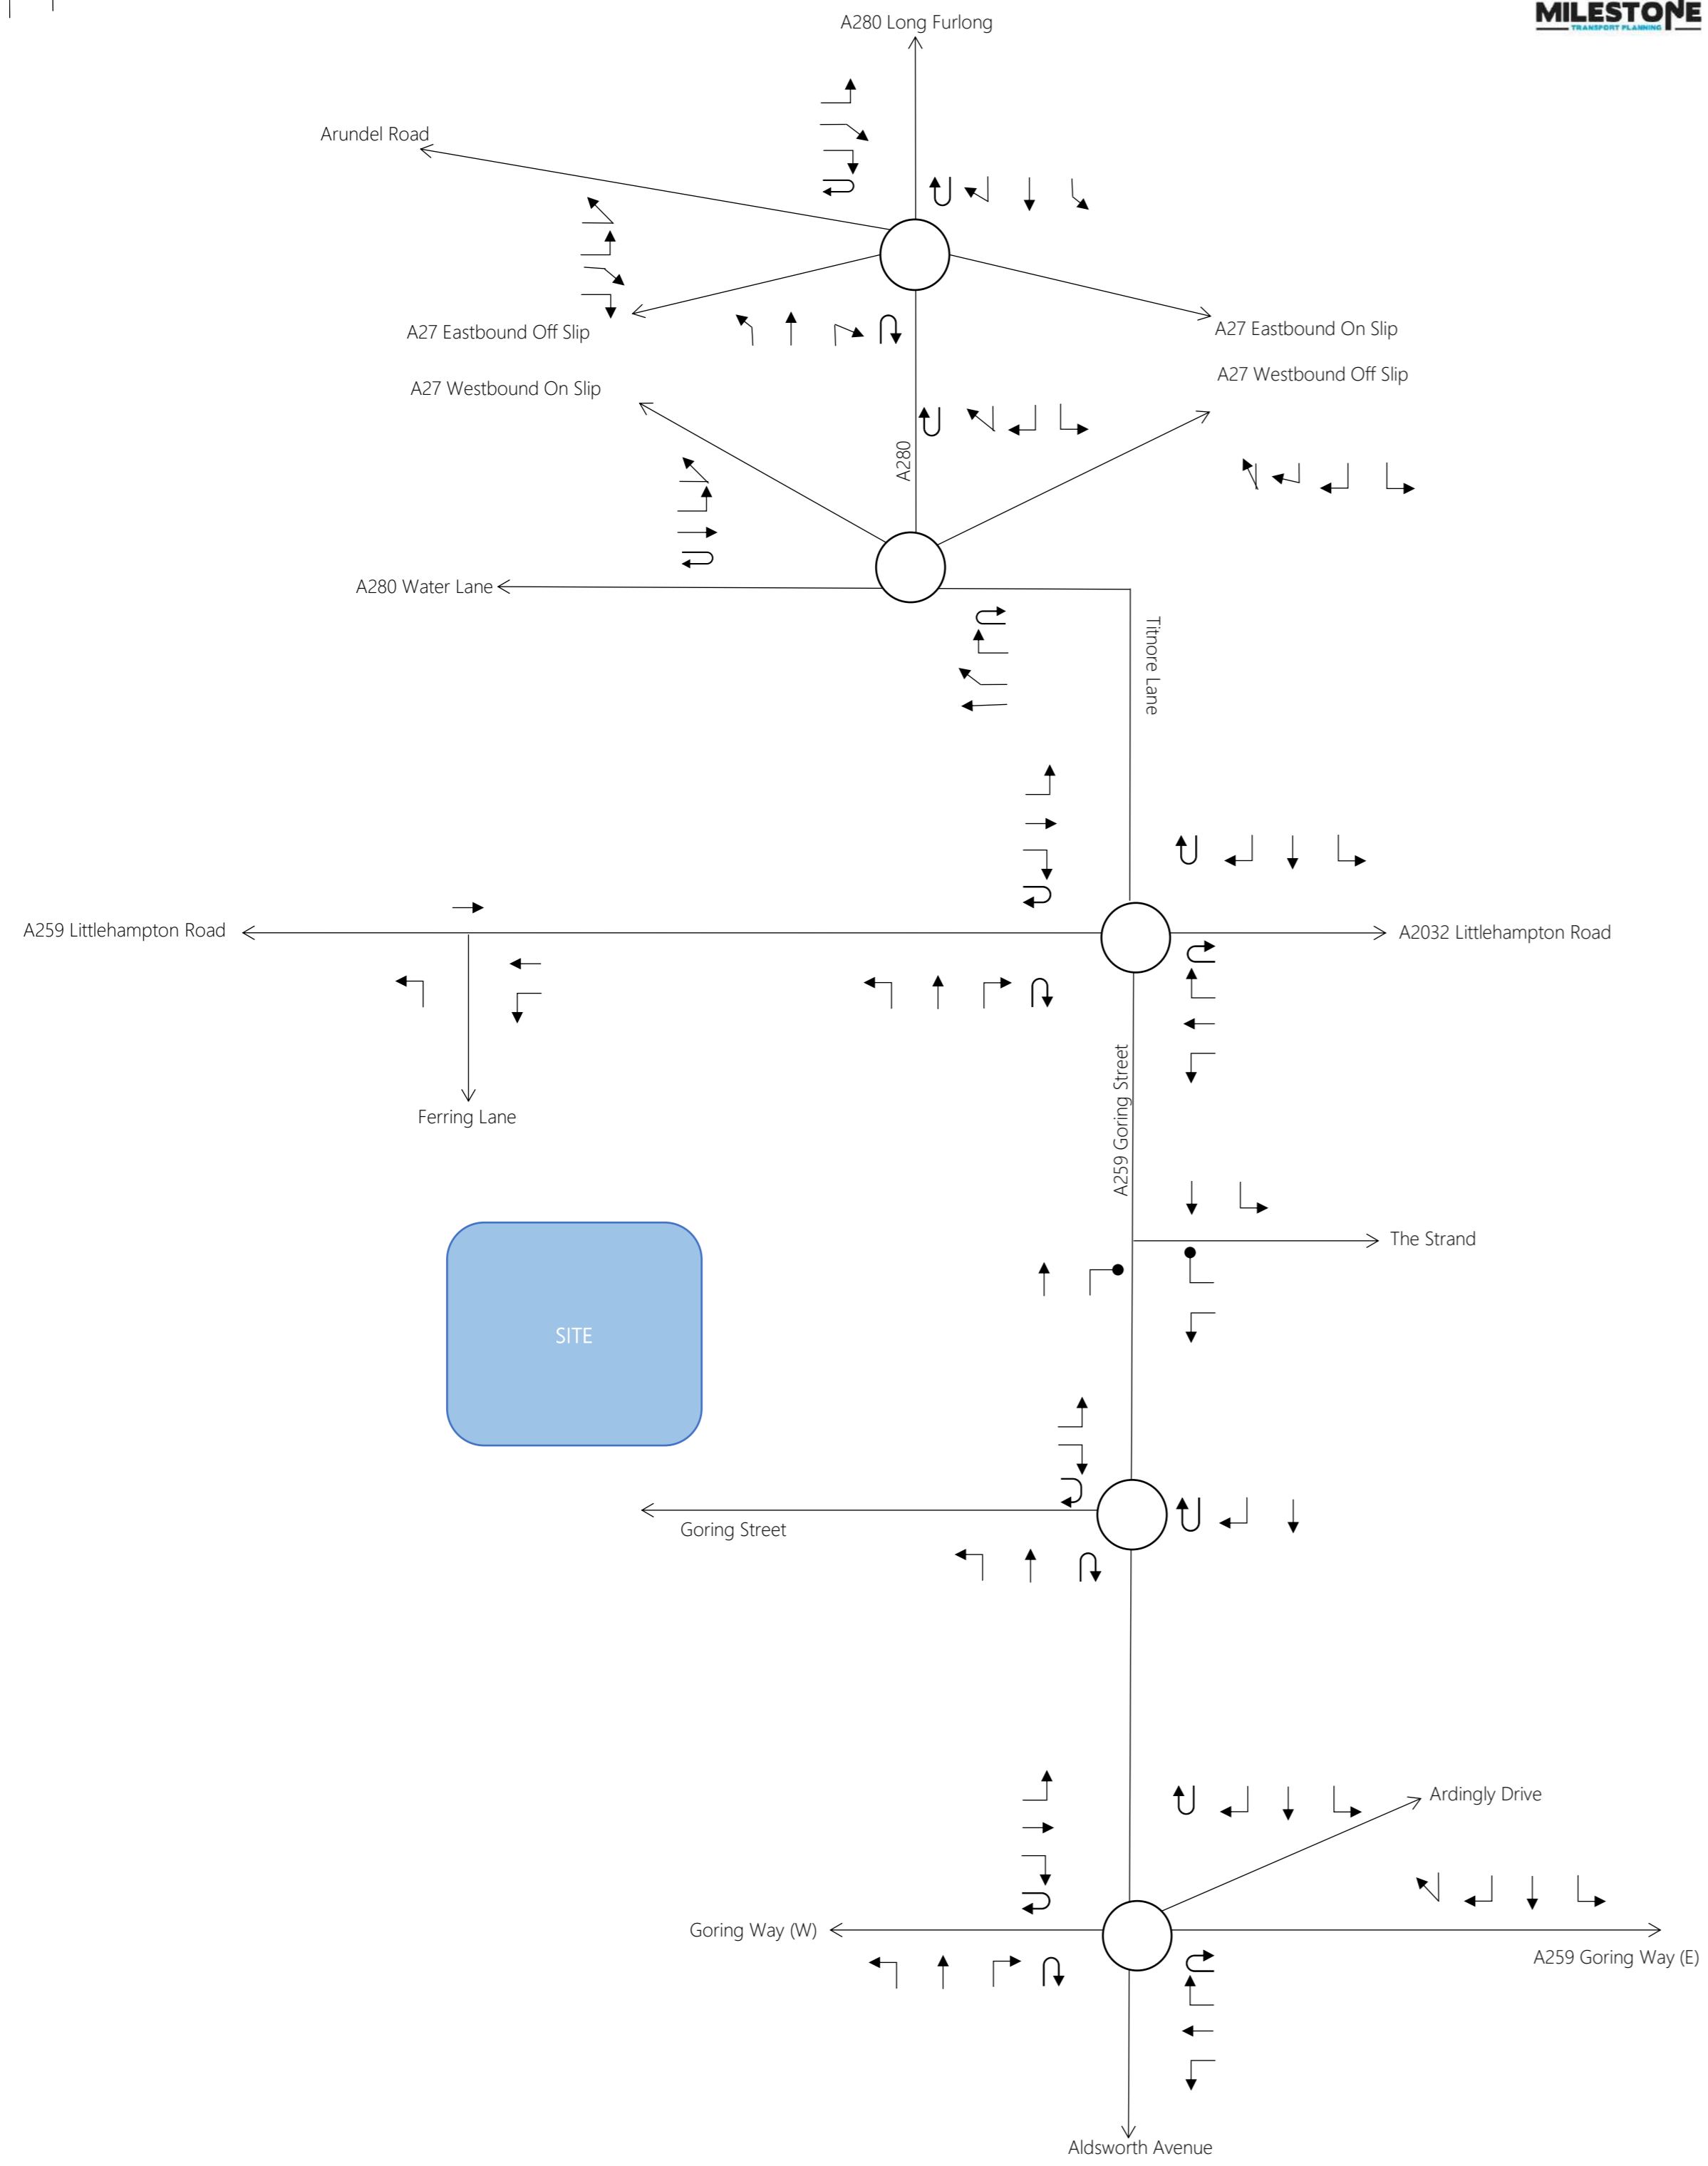 MILESTONE
TRANSPORT PLANNING
A280 Long Furlong
Arundel Road
A27 Eastbound Off Slip
A27 Eastbound On Slip
A27 Westbound On Slip
A27 Westbound Off Slip
A280
A280 Water Lane
Titnore Lane
A259 Littlehampton Road
A2032 Littlehampton Road
Ferring Lane
A259 Goring Street
The Strand
SITE
Goring Street
Ardingly Drive
Goring Way (W)
A259 Goring Way (E)
Aldsworth Avenue